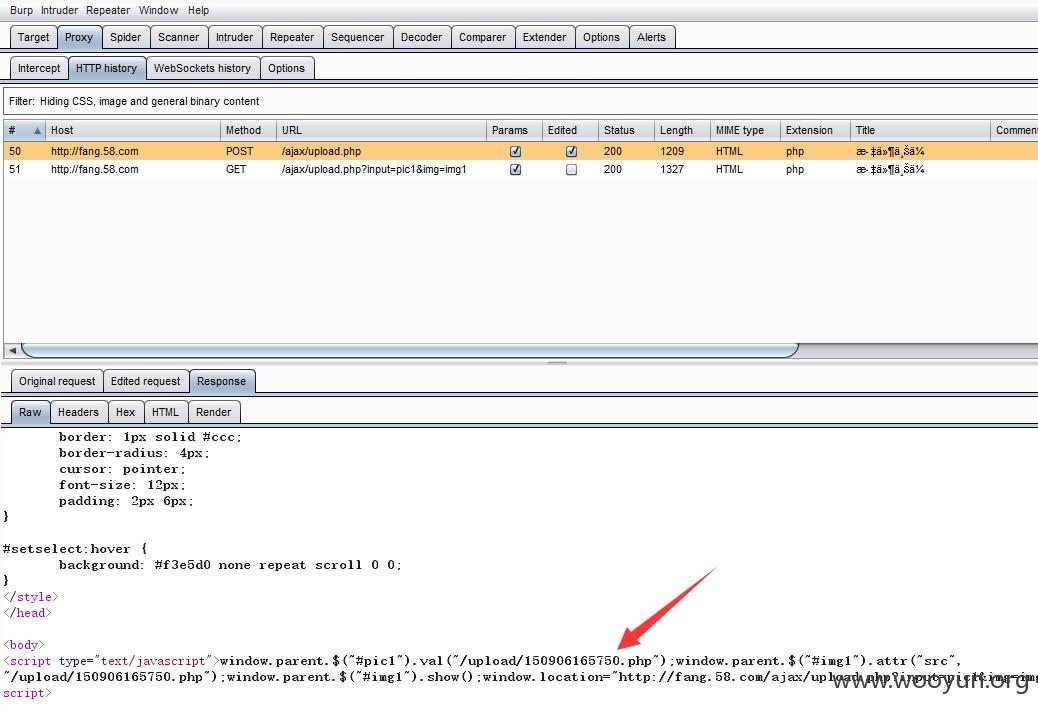 Burp Intruder Repeater Window Help
Target Proxy Spider Scanner Intruder Repeater Sequencer Decoder Comparer Extender Options Alerts
Intercept HTTP history WebSockets history Options
Filter: Hiding CSS, image and general binary content
# Host Method URL Params Edited Status Length MIME type Extension Title Commen
50 http://fang.58.com POST /ajax/upload.php 200 1209 HTML php æ–‡ä»¶ä¸Šä¼
51 http://fang.58.com GET /ajax/upload.php?input=pic1&img=img1 200 1327 HTML php æ–‡ä»¶ä¸Šä¼
Original request Edited request Response
Raw Headers Hex HTML Render
border: 1px solid #ccc;
border-radius: 4px;
cursor: pointer;
font-size: 12px;
padding: 2px 6px;
}
#setselect:hover {
background: #f3e5d0 none repeat scroll 0 0;
}
</style>
</head>
<body>
<script type="text/javascript">window.parent.$("#pic1").val("/upload/150906165750.php");window.parent.$("#img1").attr("src",
"/upload/150906165750.php");window.parent.$("#img1").show();window.location="http://fang.58.com/ajax/upload.php?input=pic1&img=img
script>
www.wooyun.org